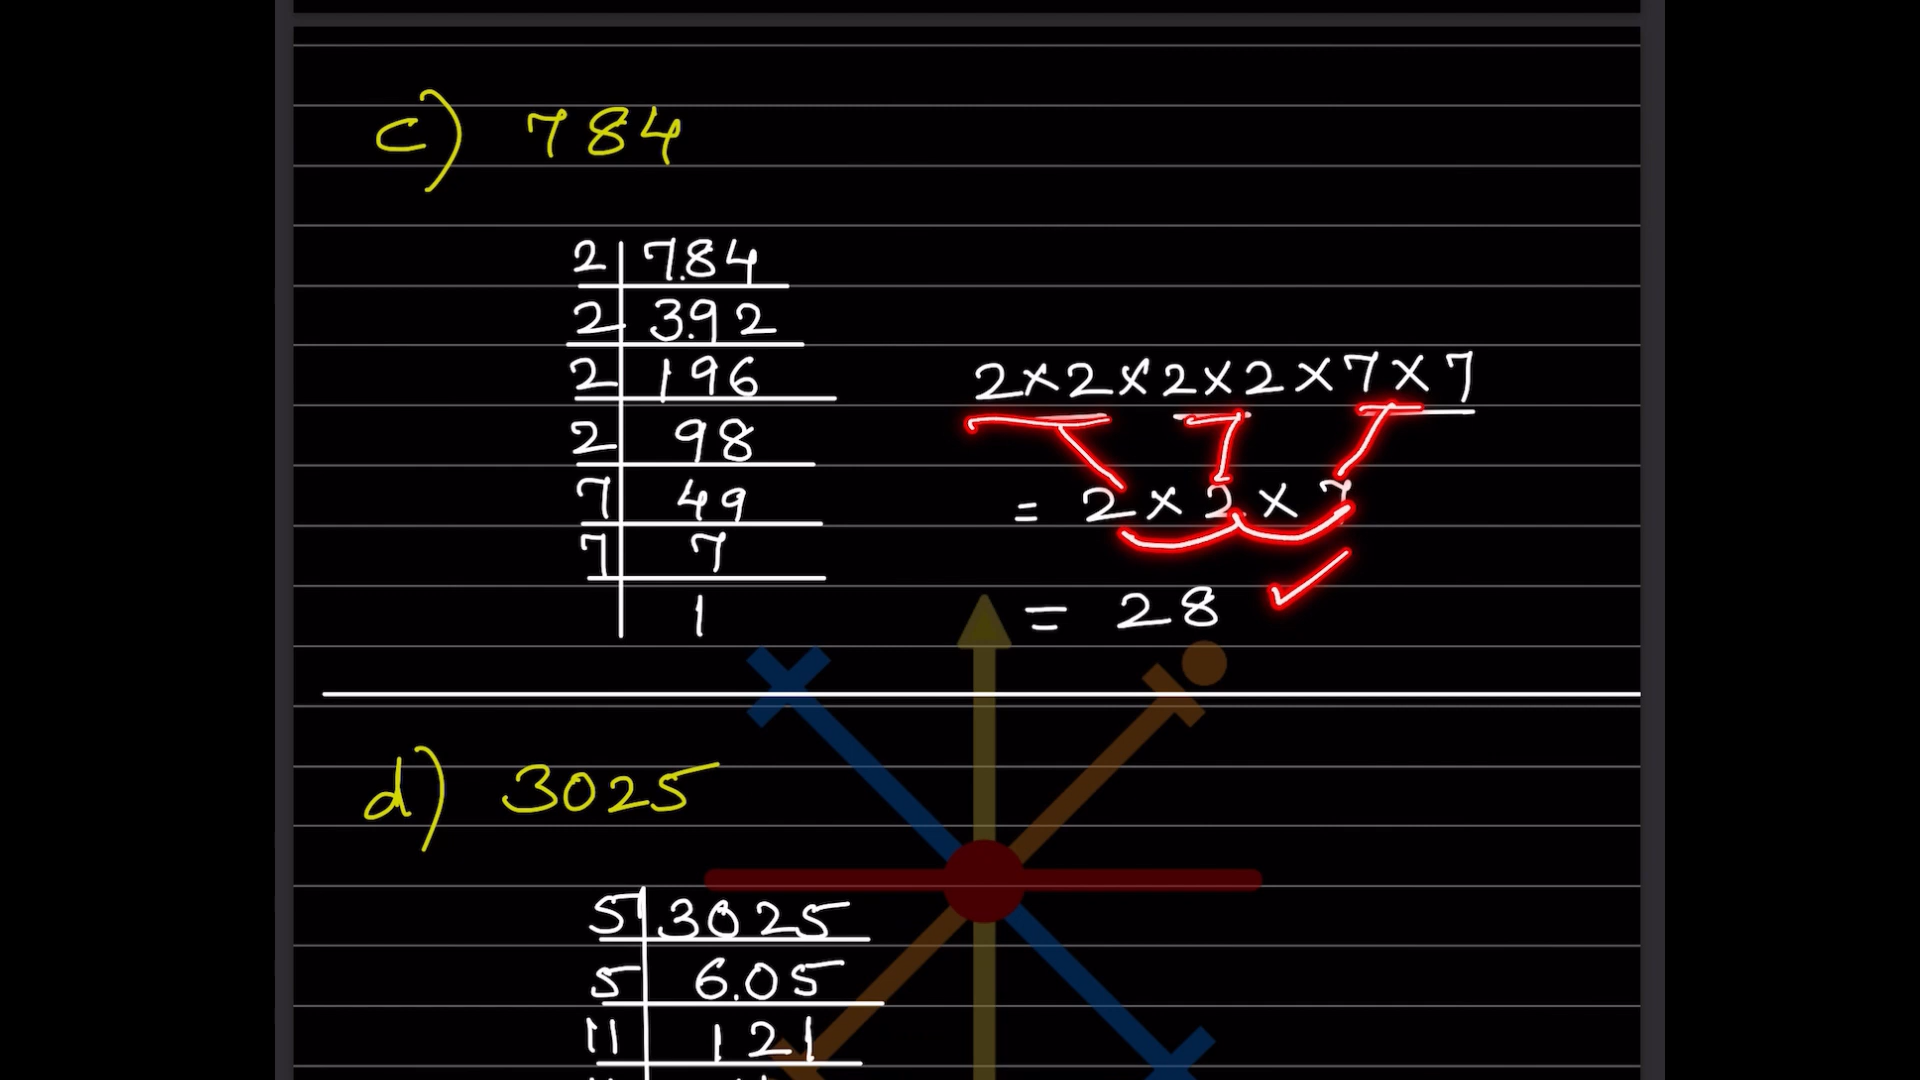 c) 784
2 | 784
2 | 392
2 | 196
2 | 98
7 | 49
7 | 7
1
2×2×2×2×7×7
= 2 × 2 × 7
= 28 ✓
d) 3025
5 | 3025
5 | 605
11 | 121